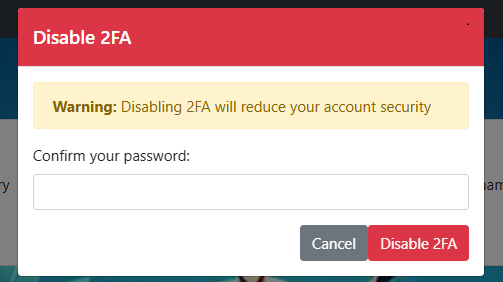 Disable 2FA
Warning: Disabling 2FA will reduce your account security
Confirm your password:
Cancel
Disable 2FA